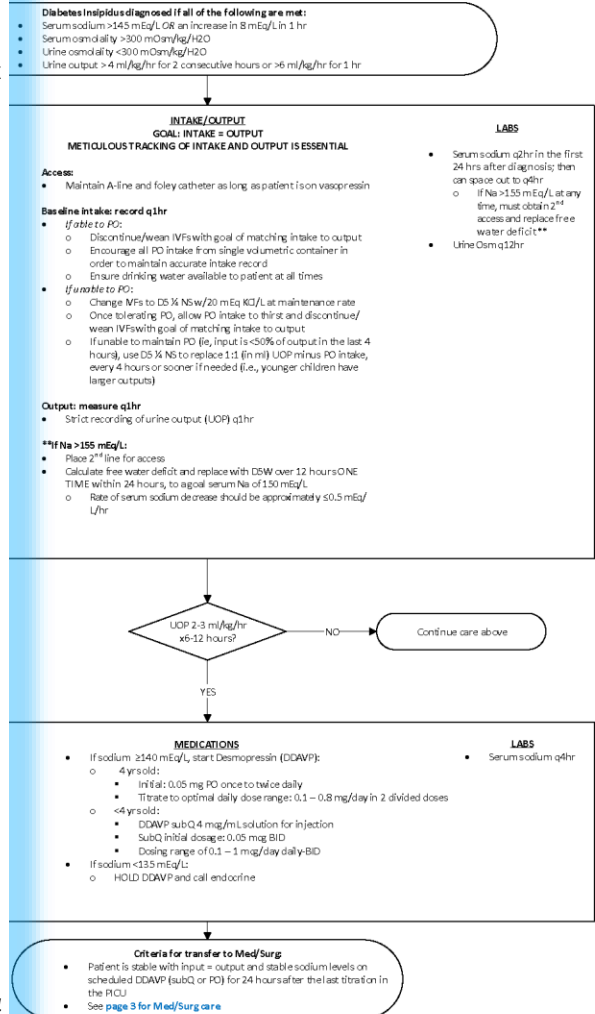 Diabetes Insipidus diagnosed if all of the following are met:
• Serum sodium >145 mEq/L OR an increase in 8 mEq/L in 1 hr
• Serum osmolality >300 mOsm/kg/H2O
• Urine osmolality <300 mOsm/kg/H2O
• Urine output > 4 ml/kg/hr for 2 consecutive hours or >6 ml/kg/hr for 1 hr
INTAKE/OUTPUT
GOAL: INTAKE = OUTPUT
METICULOUS TRACKING OF INTAKE AND OUTPUT IS ESSENTIAL
Access:
• Maintain A-line and foley catheter as long as patient is on vasopressin
Baseline intake: record q1hr
• If able to PO:
o Discontinue/wean IVFs with goal of matching intake to output
o Encourage all PO intake from single volumetric container in
order to maintain accurate intake record
o Ensure drinking water available to patient at all times
• If unable to PO:
o Change IVFs to D5 ¼ NS w/20 mEq KCl/L at maintenance rate
o Once tolerating PO, allow PO intake to thirst and discontinue/
wean IVFs with goal of matching intake to output
o If unable to maintain PO (ie, input is <50% of output in the last 4
hours), use D5 ¼ NS to replace 1:1 (in ml) UOP minus PO intake,
every 4 hours or sooner if needed (i.e., younger children have
larger outputs)
Output: measure q1hr
• Strict recording of urine output (UOP) q1hr
**If Na >155 mEq/L:
• Place 2nd line for access
• Calculate free water deficit and replace with D5W over 12 hours ONE
TIME within 24 hours, to a goal serum Na of 150 mEq/L
o Rate of serum sodium decrease should be approximately ≤0.5 mEq/
L/hr
LABS
• Serum sodium q2hr in the first
24 hrs after diagnosis; then
can space out to q4hr
o If Na >155 mEq/L at any
time, must obtain 2nd
access and replace free
water deficit**
• Urine Osm q12hr
UOP 2-3 ml/kg/hr
x6-12 hours?
NO
Continue care above
YES
MEDICATIONS
• If sodium ≥140 mEq/L, start Desmopressin (DDAVP):
o 4 yrs old:
▪ Initial: 0.05 mg PO once to twice daily
▪ Titrate to optimal daily dose range: 0.1 – 0.8 mg/day in 2 divided doses
o <4 yrs old:
▪ DDAVP subQ 4 mcg/mL solution for injection
▪ SubQ initial dosage: 0.05 mcg BID
▪ Dosing range of 0.1 – 1 mcg/day daily-BID
• If sodium <135 mEq/L:
o HOLD DDAVP and call endocrine
LABS
• Serum sodium q4hr
Criteria for transfer to Med/Surg:
• Patient is stable with input = output and stable sodium levels on
scheduled DDAVP (subQ or PO) for 24 hours after the last titration in
the PICU
• See page 3 for Med/Surg care